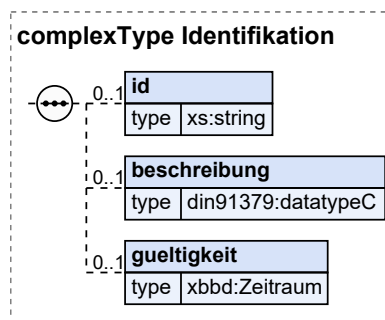 complexType Identifikation
0..1 id
type xs:string
0..1 beschreibung
type din91379:datatypeC
0..1 gueltigkeit
type xbbd:Zeitraum